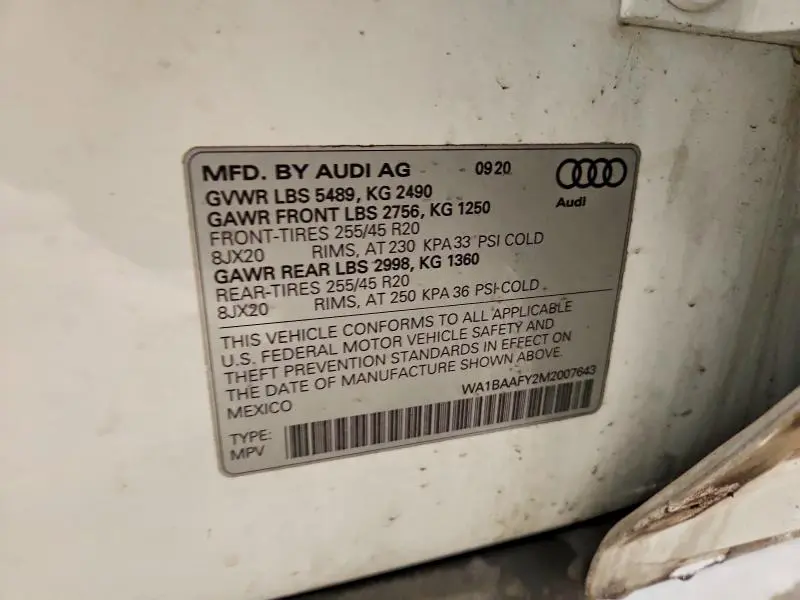 MFD. BY AUDI AG - - 09 20
GVWR LBS 5489, KG 2490
GAWR FRONT LBS 2756, KG 1250
FRONT-TIRES 255/45 R20
8JX20 RIMS, AT 230 KPA 33 PSI COLD
GAWR REAR LBS 2998, KG 1360
REAR-TIRES 255/45 R20
8JX20 RIMS, AT 250 KPA 36 PSI COLD
Audi
THIS VEHICLE CONFORMS TO ALL APPLICABLE
U.S. FEDERAL MOTOR VEHICLE SAFETY AND
THEFT PREVENTION STANDARDS IN EFFECT ON
THE DATE OF MANUFACTURE SHOWN ABOVE.
MEXICO WA1BAAFY2M2007643
TYPE:
MPV